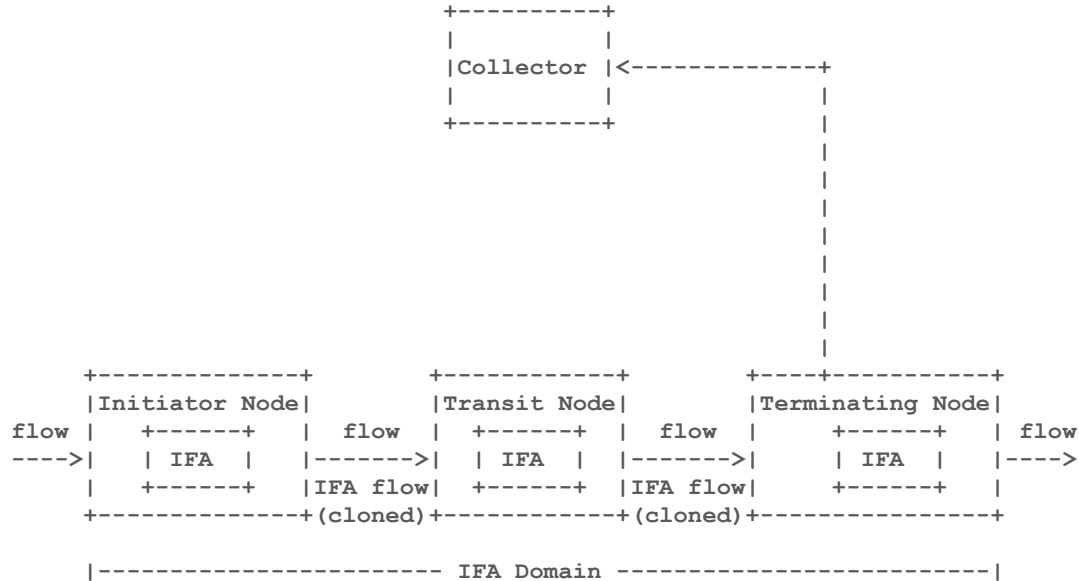 Collector
Initiator Node Transit Node Terminating Node
flow flow flow flow
IFA IFA IFA
IFA flow IFA flow
(cloned) (cloned)
IFA Domain